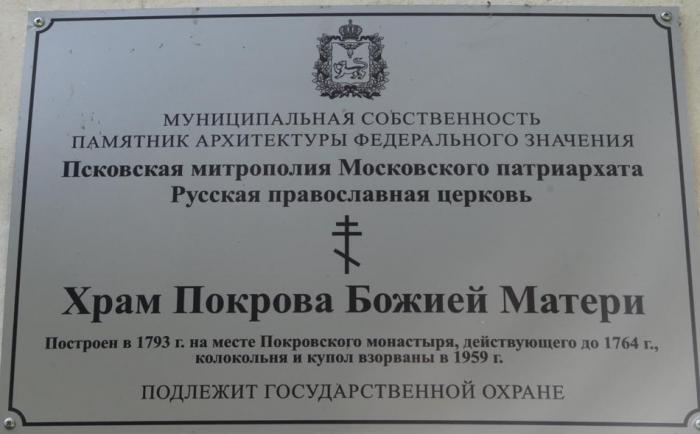 МУНИЦИПАЛЬНАЯ СОБСТВЕННОСТЬ
ПАМЯТНИК АРХИТЕКТУРЫ ФЕДЕРАЛЬНОГО ЗНАЧЕНИЯ
Псковская митрополия Московского патриархата
Русская православная церковь
Храм Покрова Божией Матери
Построен в 1793 г. на месте Покровского монастыря, действующего до 1764 г.,
колокольня и купол взорваны в 1959 г.
ПОДЛЕЖИТ ГОСУДАРСТВЕННОЙ ОХРАНЕ